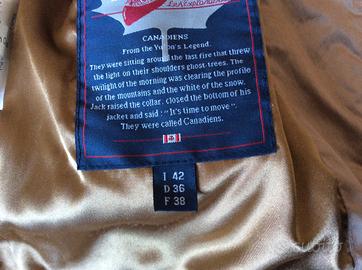 CANADIENS
From the Yukon's Legend.
They were sitting around the last fire that threw
the light on their shoulders ghost-trees. The
twilight of the morning was clearing the profile
of the mountains and the white of the snow.
Jack raised the collar, closed the bottom of his
jacket and said: "It's time to move".
They were called Canadiens.
I 42
D 36
F 38